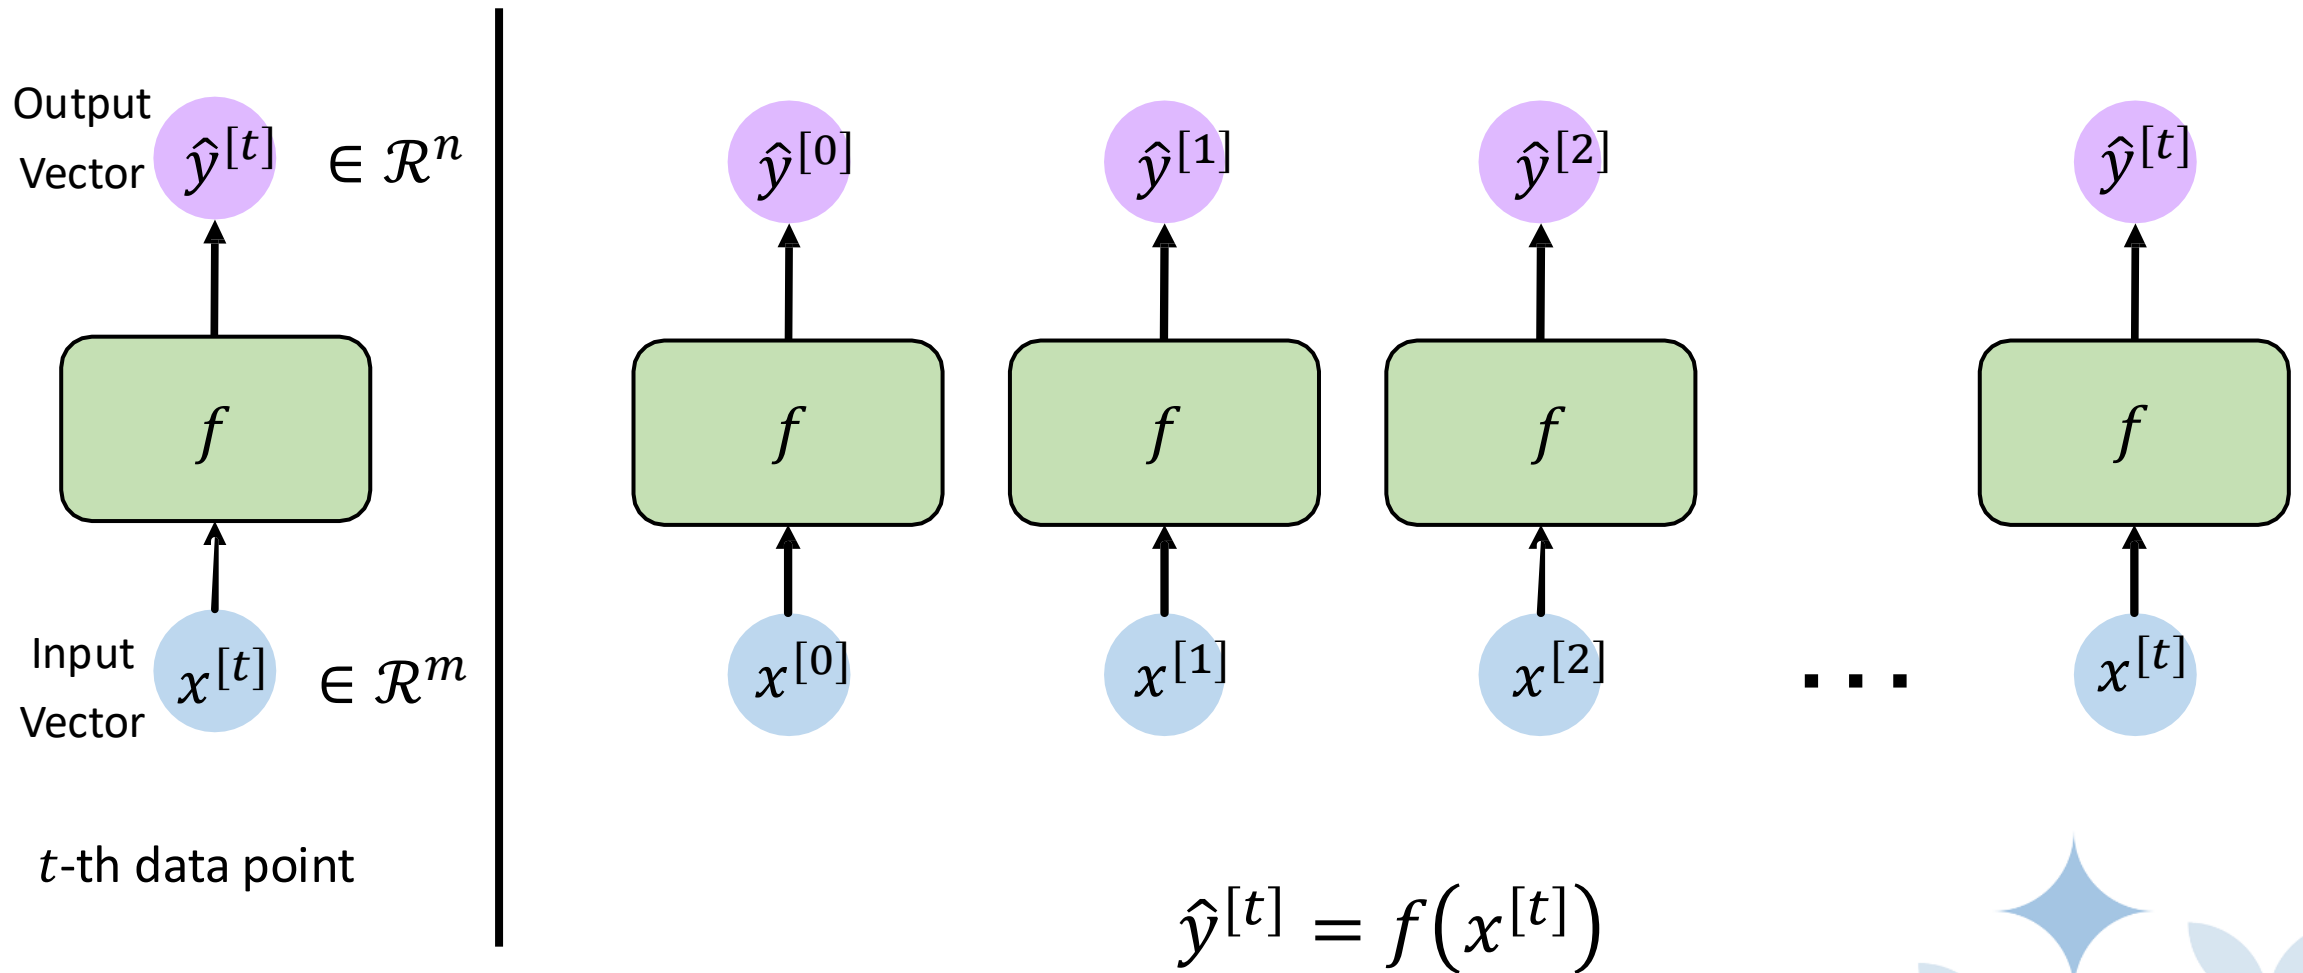 Output
Vector
ŷ^[t] ∈ ℛ^n
f
Input
Vector
x^[t] ∈ ℛ^m
t-th data point
ŷ^[0] ŷ^[1] ŷ^[2] ŷ^[t]
f f f f
x^[0] x^[1] x^[2] ... x^[t]
ŷ^[t] = f(x^[t])